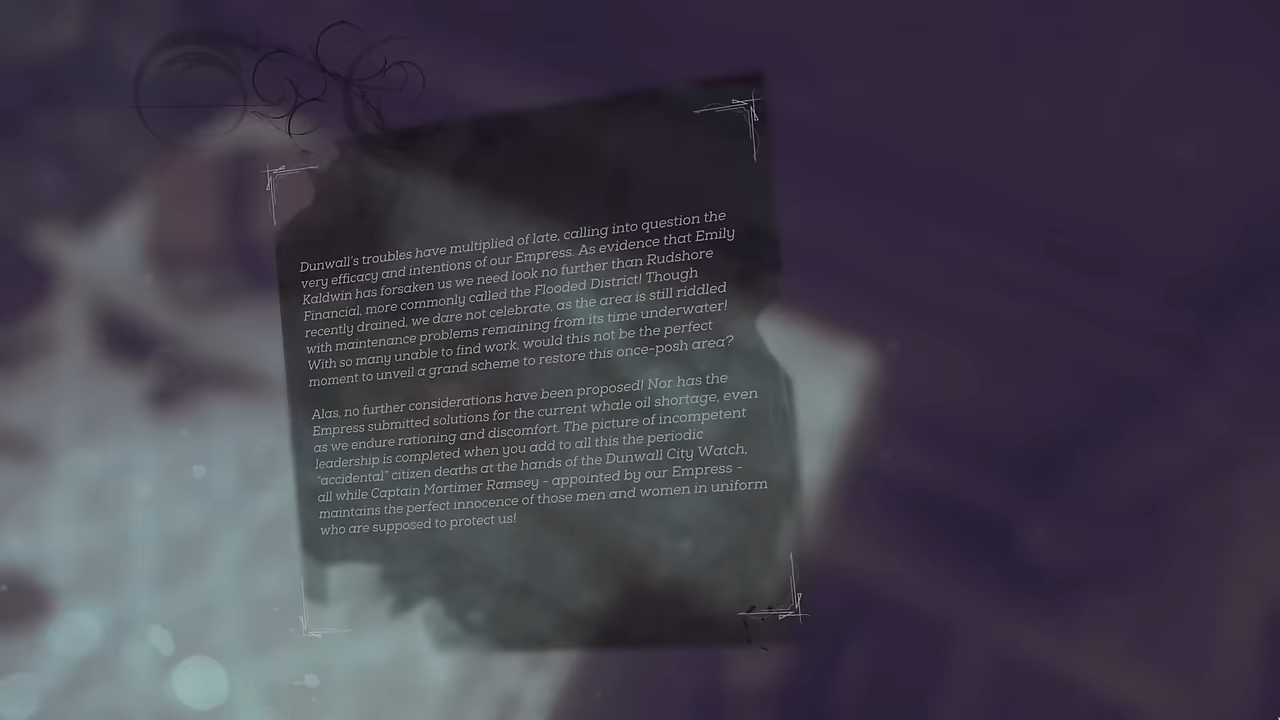 Dunwall's troubles have multiplied of late, calling into question the
very efficacy and intentions of our Empress. As evidence that Emily
Kaldwin has forsaken us we need look no further than Rudshore
Financial, more commonly called the Flooded District! Though
recently drained, we dare not celebrate, as the area is still riddled
with maintenance problems remaining from its time underwater!
With so many unable to find work, would this not be the perfect
moment to unveil a grand scheme to restore this once-posh area?
Alas, no further considerations have been proposed! Nor has the
Empress submitted solutions for the current whale oil shortage, even
as we endure rationing and discomfort. The picture of incompetent
leadership is completed when you add to all this the periodic
"accidental" citizen deaths at the hands of the Dunwall City Watch,
all while Captain Mortimer Ramsey - appointed by our Empress -
maintains the perfect innocence of those men and women in uniform
who are supposed to protect us!